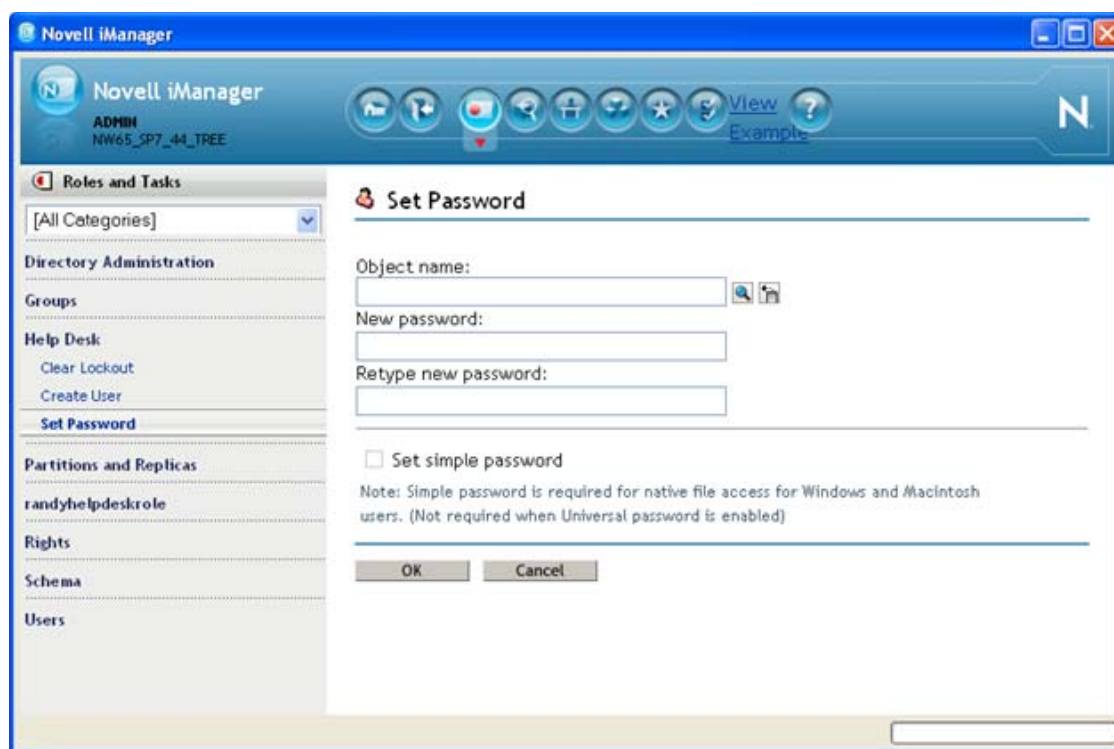 Novell iManager
N
Novell iManager
ADMIN
NW65_SP7_44_TREE
View
Example
?
N
Roles and Tasks
[All Categories]
Directory Administration
Groups
Help Desk
Clear Lockout
Create User
Set Password
Partitions and Replicas
randyhelpdeskrole
Rights
Schema
Users
Set Password
Object name:
New password:
Retype new password:
Set simple password
Note: Simple password is required for native file access for Windows and Macintosh
users. (Not required when Universal password is enabled)
OK
Cancel